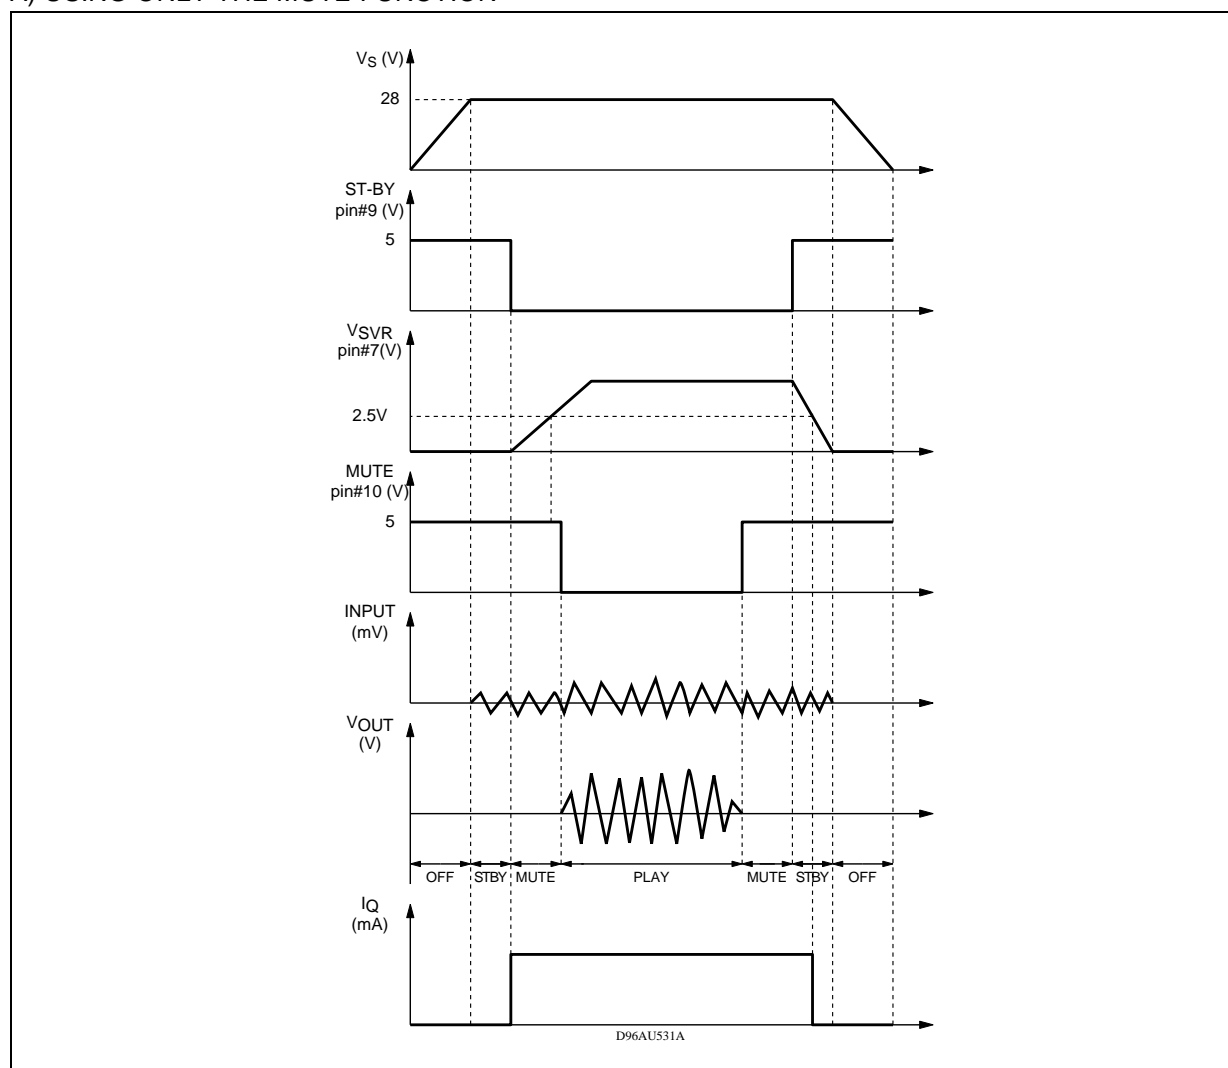 A) USING ONLY THE MUTE FUNCTION
VS (V)
28
ST-BY
pin#9 (V)
5
VSVR
pin#7(V)
2.5V
MUTE
pin#10 (V)
5
INPUT
(mV)
VOUT
(V)
OFF STBY MUTE PLAY MUTE STBY OFF
IQ
(mA)
D96AU531A